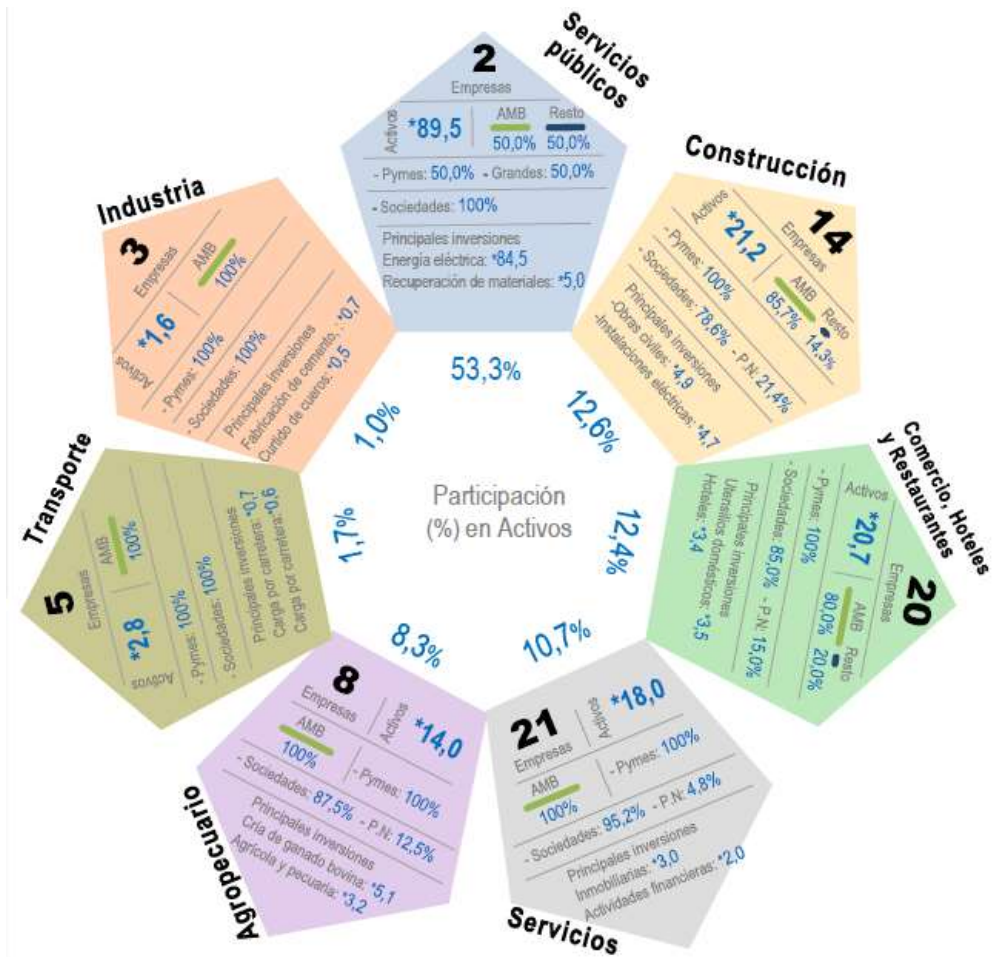 Servicios
públicos
2
Empresas
Activos *89,5
AMB Resto
50,0% 50,0%
- Pymes: 50,0% - Grandes: 50,0%
- Sociedades: 100%
Principales inversiones
Energía eléctrica: *84,5
Recuperación de materiales: *5,0
53,3%
Construcción
14
Empresas
Activos
*21,2
AMB Resto
85,7% 14,3%
- Pymes: 100%
- Sociedades: 78,6% - P.N: 21,4%
Principales inversiones
-Obras civiles: *4,9
-Instalaciones eléctricas: *4,7
12,6%
Comercio, Hoteles
y Restaurantes
20
Empresas
Activos
*20,7
AMB Resto
80,0% 20,0%
- Pymes: 100%
- Sociedades: 85,0% - P.N: 15,0%
- Principales inversiones
Utensilios domésticos: *3,5
Hoteles: *3,4
12,4%
Servicios
21
Empresas
Activos
*18,0
AMB
100%
- Pymes: 100%
- Sociedades: 95,2% - P.N: 4,8%
Principales inversiones
Inmobiliarias: *3,0
Actividades financieras: *2,0
10,7%
Agropecuario
8
Empresas
Activos
*14,0
AMB
100%
- Pymes: 100%
- Sociedades: 87,5% - P.N: 12,5%
Principales inversiones
Cría de ganado bovina: *5,1
Agrícola y pecuaria: *3,2
8,3%
Transporte
5
Empresas
Activos
*2,8
AMB
100%
- Pymes: 100%
- Sociedades: 100%
Principales inversiones
Carga por carretera: *0,7
Carga por carretera: *0,6
1,7%
Industria
3
Empresas
Activos
*1,6
AMB
100%
- Pymes: 100%
- Sociedades: 100%
Principales inversiones
Fabricación de cemento, : *0,7
Curtido de cueros: *0,5
1,0%
Participación
(%) en Activos